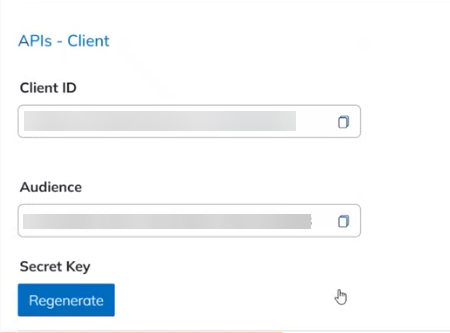 APIs - Client
Client ID
Audience
Secret Key
Regenerate